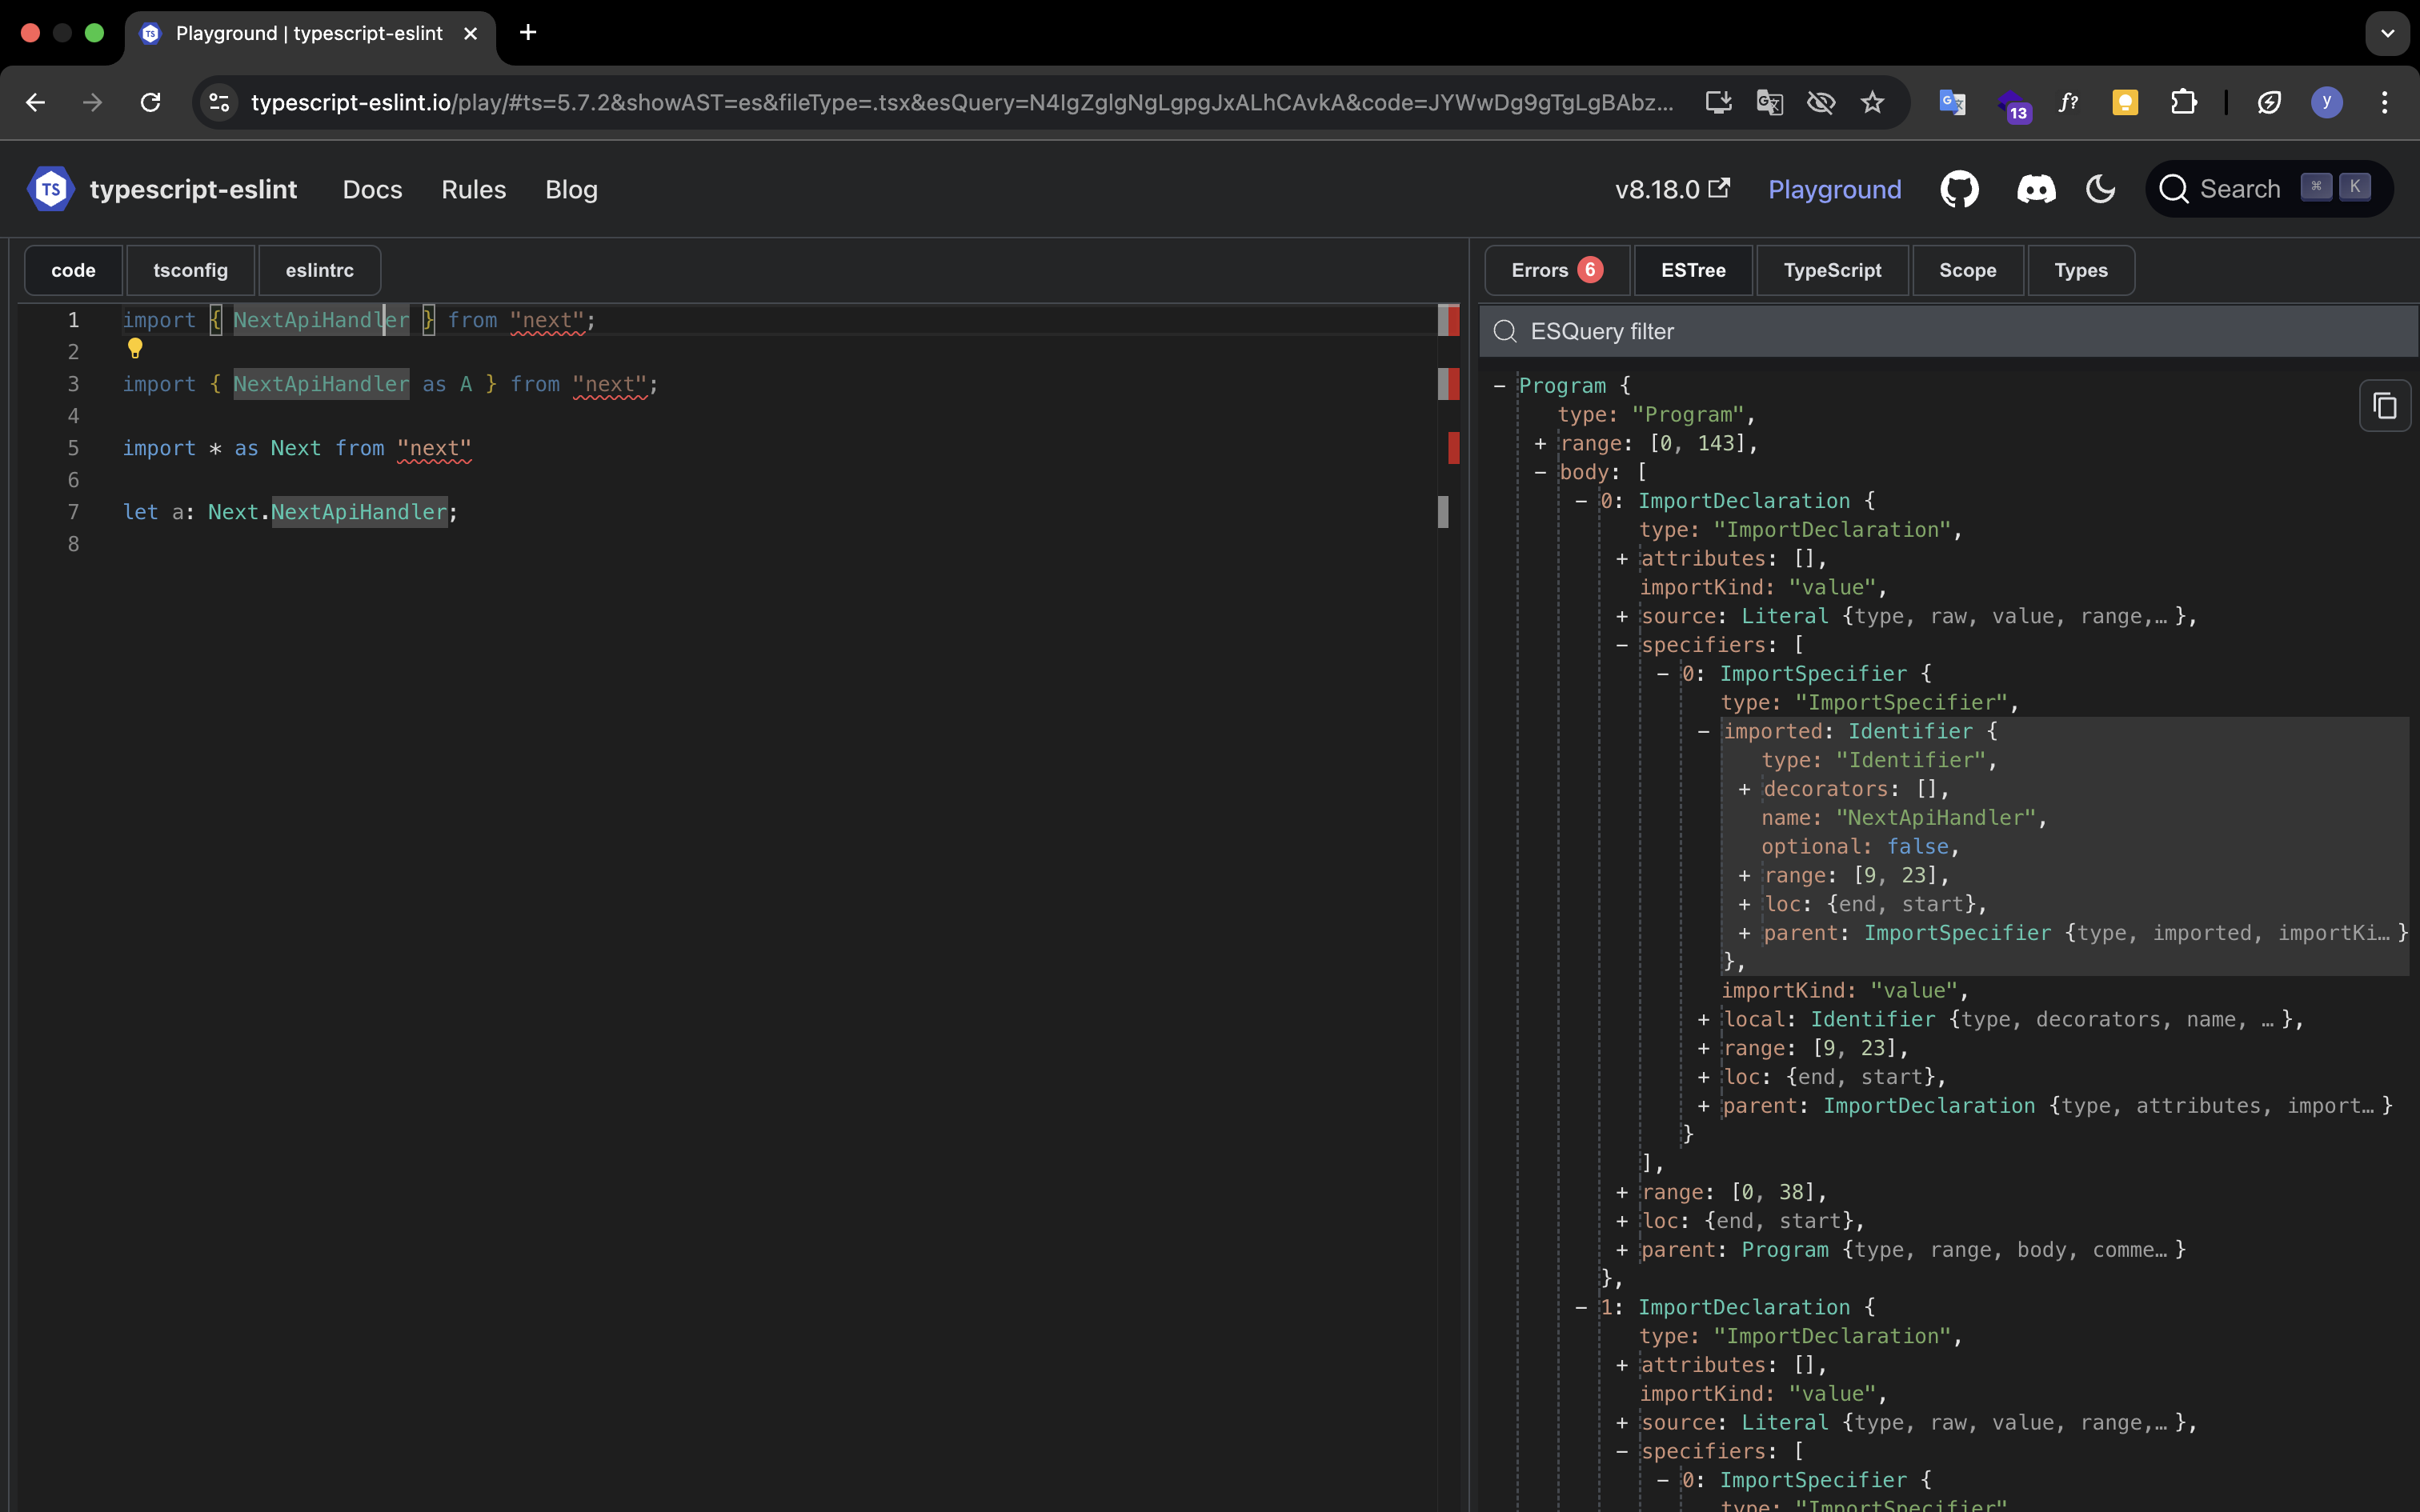 Playground | typescript-eslint
typescript-eslint.io/play/#ts=5.7.2&showAST=es&fileType=.tsx&esQuery=N4IgZglgNgLgpgJxALhCAvkA&code=JYWwDg9gTgLgBAbz...
13
f?
y
TS typescript-eslint Docs Rules Blog
v8.18.0 Playground Search ⌘ K
code tsconfig eslintrc
Errors 6 ESTree TypeScript Scope Types
1 import { NextApiHandler } from "next";
2
3 import { NextApiHandler as A } from "next";
4
5 import * as Next from "next"
6
7 let a: Next.NextApiHandler;
8
ESQuery filter
− Program {
type: "Program",
+ range: [0, 143],
− body: [
− 0: ImportDeclaration {
type: "ImportDeclaration",
+ attributes: [],
importKind: "value",
+ source: Literal {type, raw, value, range,… },
− specifiers: [
− 0: ImportSpecifier {
type: "ImportSpecifier",
− imported: Identifier {
type: "Identifier",
+ decorators: [],
name: "NextApiHandler",
optional: false,
+ range: [9, 23],
+ loc: {end, start},
+ parent: ImportSpecifier {type, imported, importKi… }
},
importKind: "value",
+ local: Identifier {type, decorators, name, … },
+ range: [9, 23],
+ loc: {end, start},
+ parent: ImportDeclaration {type, attributes, import… }
}
],
+ range: [0, 38],
+ loc: {end, start},
+ parent: Program {type, range, body, comme… }
},
− 1: ImportDeclaration {
type: "ImportDeclaration",
+ attributes: [],
importKind: "value",
+ source: Literal {type, raw, value, range,… },
− specifiers: [
− 0: ImportSpecifier {
type: "ImportSpecifier"